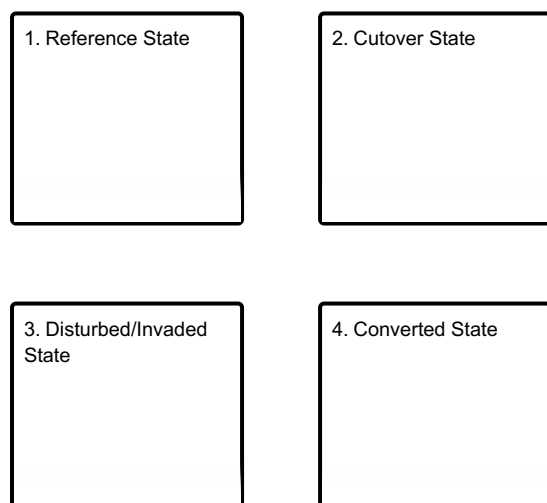 1. Reference State
2. Cutover State
3. Disturbed/Invaded
State
4. Converted State